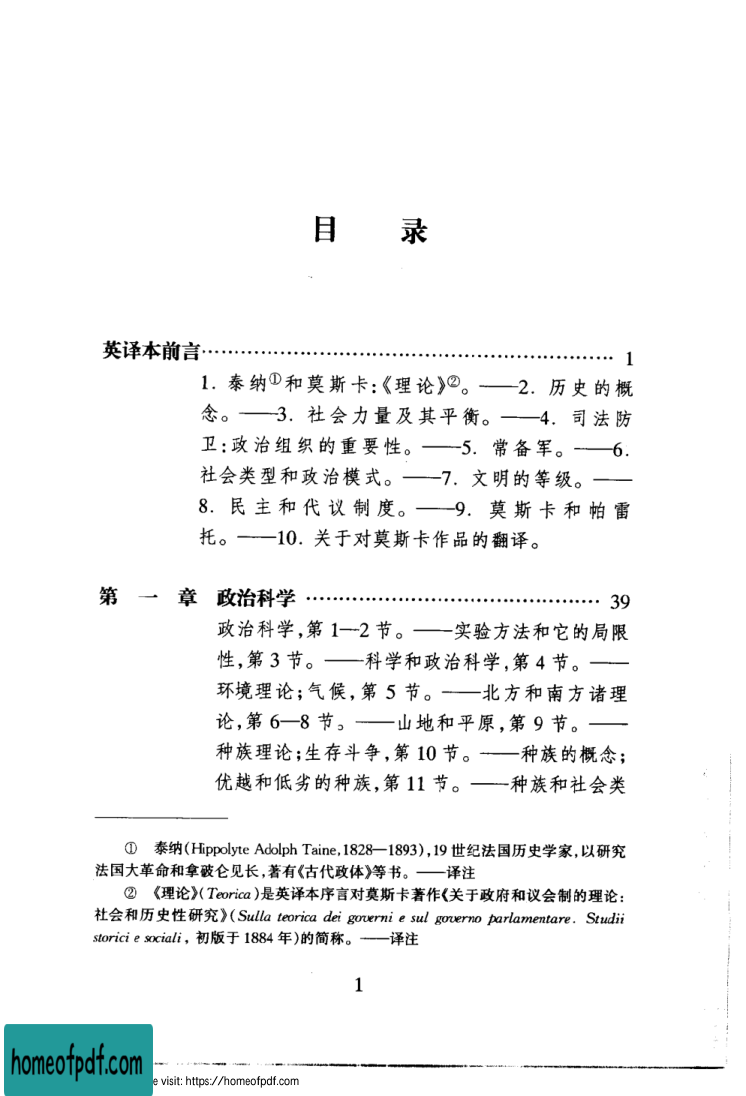 目 录
英译本前言…………………………………………………… 1
1. 泰纳①和莫斯卡:《理论》②。——2. 历史的概
念。——3. 社会力量及其平衡。——4. 司法防
卫:政治组织的重要性。——5. 常备军。——6.
社会类型和政治模式。——7. 文明的等级。——
8. 民主和代议制度。——9. 莫斯卡和帕雷
托。——10. 关于对莫斯卡作品的翻译。
第一章 政治科学 …………………………………… 39
政治科学,第 1—2 节。——实验方法和它的局限
性,第 3 节。——科学和政治科学,第 4 节。——
环境理论;气候,第 5 节。——北方和南方诸理
论,第 6—8 节。——山地和平原,第 9 节。——
种族理论;生存斗争,第 10 节。——种族的概念;
优越和低劣的种族,第 11 节。——种族和社会类
① 泰纳(Hippolyte Adolph Taine,1828—1893),19 世纪法国历史学家,以研究
法国大革命和拿破仑见长,著有《古代政体》等书。——译注
② 《理论》(Teorica)是英译本序言对莫斯卡著作《关于政府和议会制的理论:
社会和历史性研究》(Sulla teorica dei governi e sul governo parlamentare. Studii
storici e sociali, 初版于 1884 年)的简称。——译注
1
homeofpdf.com
e visit: https://homeofpdf.com